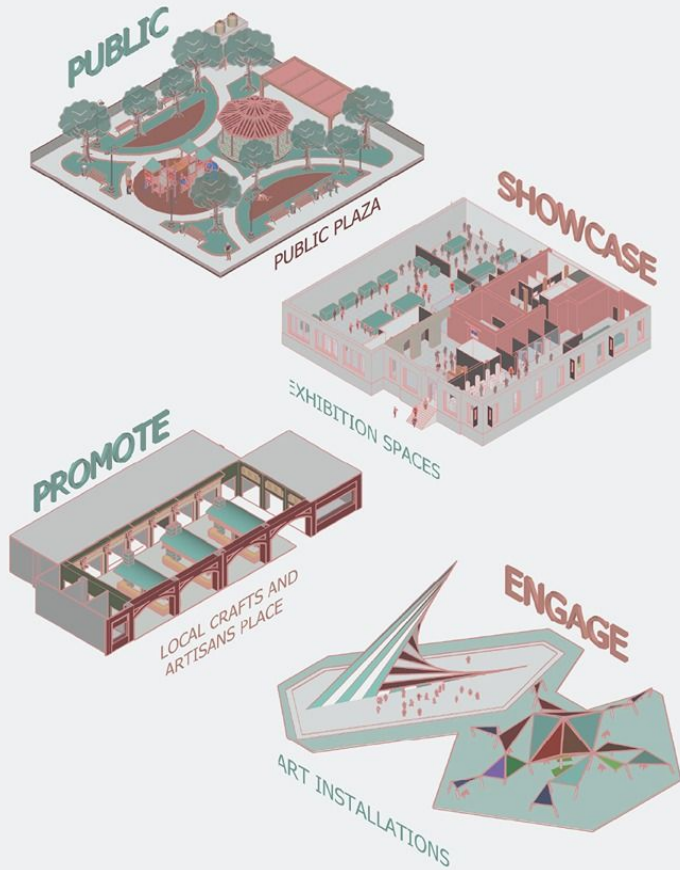 PUBLIC
PUBLIC PLAZA
SHOWCASE
EXHIBITION SPACES
PROMOTE
LOCAL CRAFTS AND
ARTISANS PLACE
ENGAGE
ART INSTALLATIONS